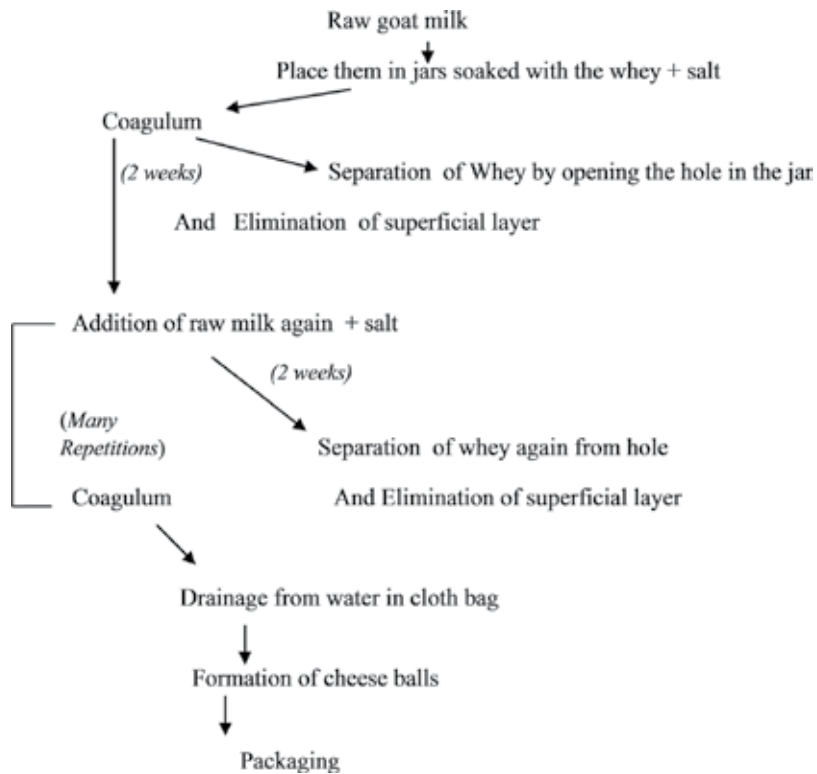 Raw goat milk
Place them in jars soaked with the whey + salt
Coagulum
(2 weeks)
Separation of Whey by opening the hole in the jar
And Elimination of superficial layer
Addition of raw milk again + salt
(2 weeks)
(Many
Repetitions)
Separation of whey again from hole
Coagulum
And Elimination of superficial layer
Drainage from water in cloth bag
Formation of cheese balls
Packaging